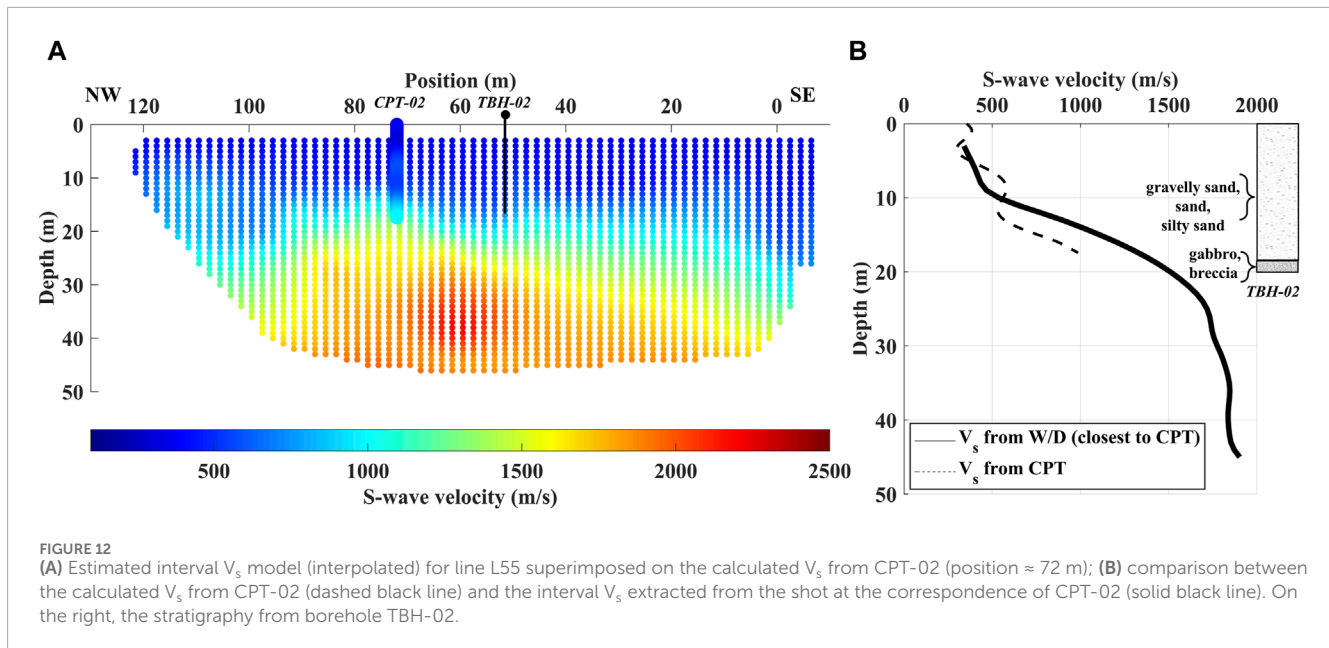 A
Position (m)
NW
120
100
80
60
40
20
0
SE
CPT-02
TBH-02
0
10
20
30
40
50
Depth (m)
500
1000
1500
2000
2500
S-wave velocity (m/s)
B
S-wave velocity (m/s)
0
500
1000
1500
2000
0
10
20
30
40
50
Depth (m)
gravelly sand,
sand,
silty sand
gabbro,
breccia
TBH-02
Vs from W/D (closest to CPT)
Vs from CPT
FIGURE 12
(A) Estimated interval Vs model (interpolated) for line L55 superimposed on the calculated Vs from CPT-02 (position ≈ 72 m); (B) comparison between
the calculated Vs from CPT-02 (dashed black line) and the interval Vs extracted from the shot at the correspondence of CPT-02 (solid black line). On
the right, the stratigraphy from borehole TBH-02.